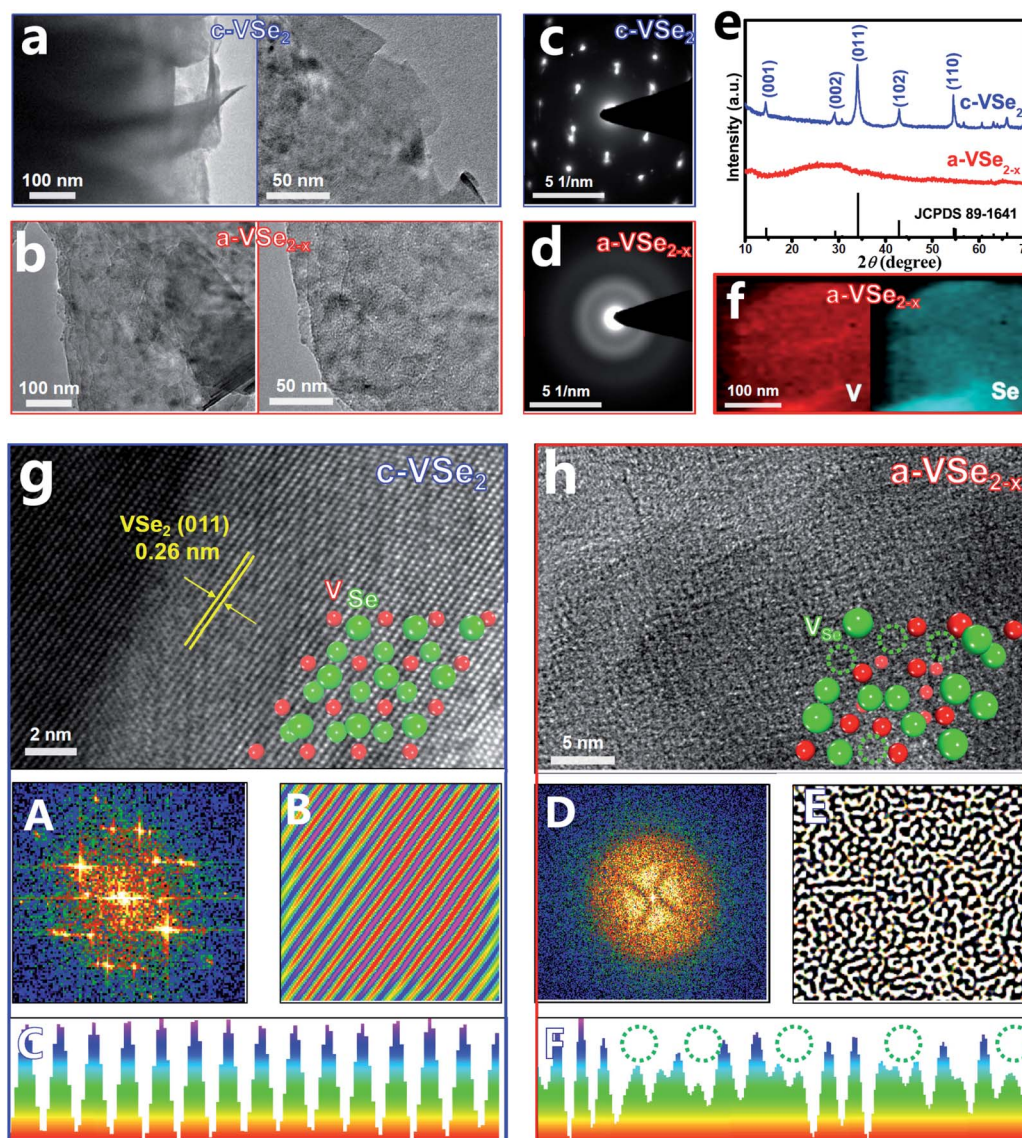 a
c-VSe2
100 nm
50 nm
b
a-VSe2-x
100 nm
50 nm
c
c-VSe2
5 1/nm
d
a-VSe2-x
5 1/nm
e
Intensity (a.u.)
(001)
(002)
(011)
(102)
(110)
c-VSe2
a-VSe2-x
JCPDS 89-1641
10 20 30 40 50 60 70
2θ (degree)
f
a-VSe2-x
100 nm
V
Se
g
c-VSe2
VSe2 (011)
0.26 nm
V
Se
2 nm
h
a-VSe2-x
VSe
5 nm
A
B
C
D
E
F